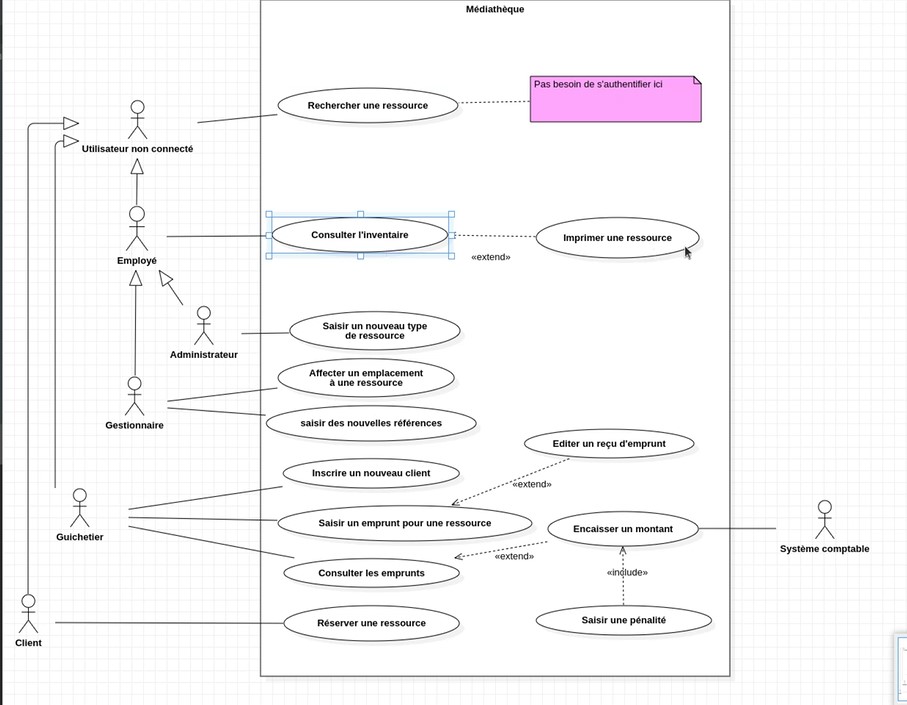 Médiathèque
Pas besoin de s'authentifier ici
Rechercher une ressource
Utilisateur non connecté
Consulter l'inventaire
Imprimer une ressource
«extend»
Employé
Saisir un nouveau type
de ressource
Administrateur
Affecter un emplacement
à une ressource
Gestionnaire
saisir des nouvelles références
Editer un reçu d'emprunt
Inscrire un nouveau client
«extend»
Saisir un emprunt pour une ressource
Encaisser un montant
Guichetier
Système comptable
«extend»
Consulter les emprunts
«include»
Réserver une ressource
Saisir une pénalité
Client